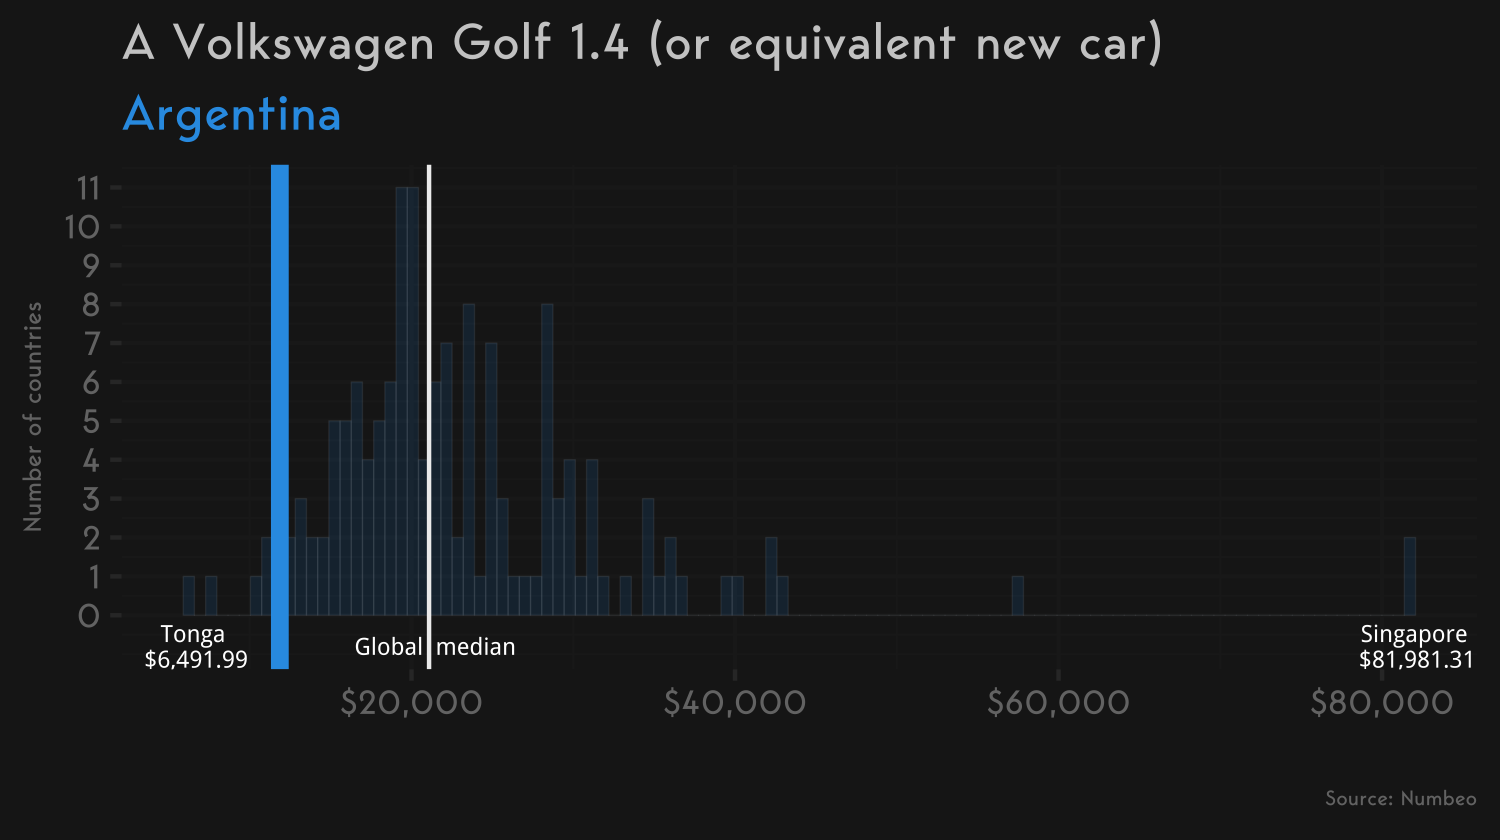 A Volkswagen Golf 1.4 (or equivalent new car)
Argentina
Number of countries
11
10
9
8
7
6
5
4
3
2
1
0
Tonga
$6,491.99
Global median
Singapore
$81,981.31
$20,000 $40,000 $60,000 $80,000
Source: Numbeo